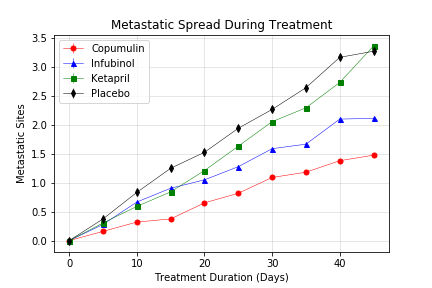 Metastatic Spread During Treatment
Metastatic Sites
3.5
3.0
2.5
2.0
1.5
1.0
0.5
0.0
Copumulin
Infubinol
Ketapril
Placebo
0 10 20 30 40
Treatment Duration (Days)